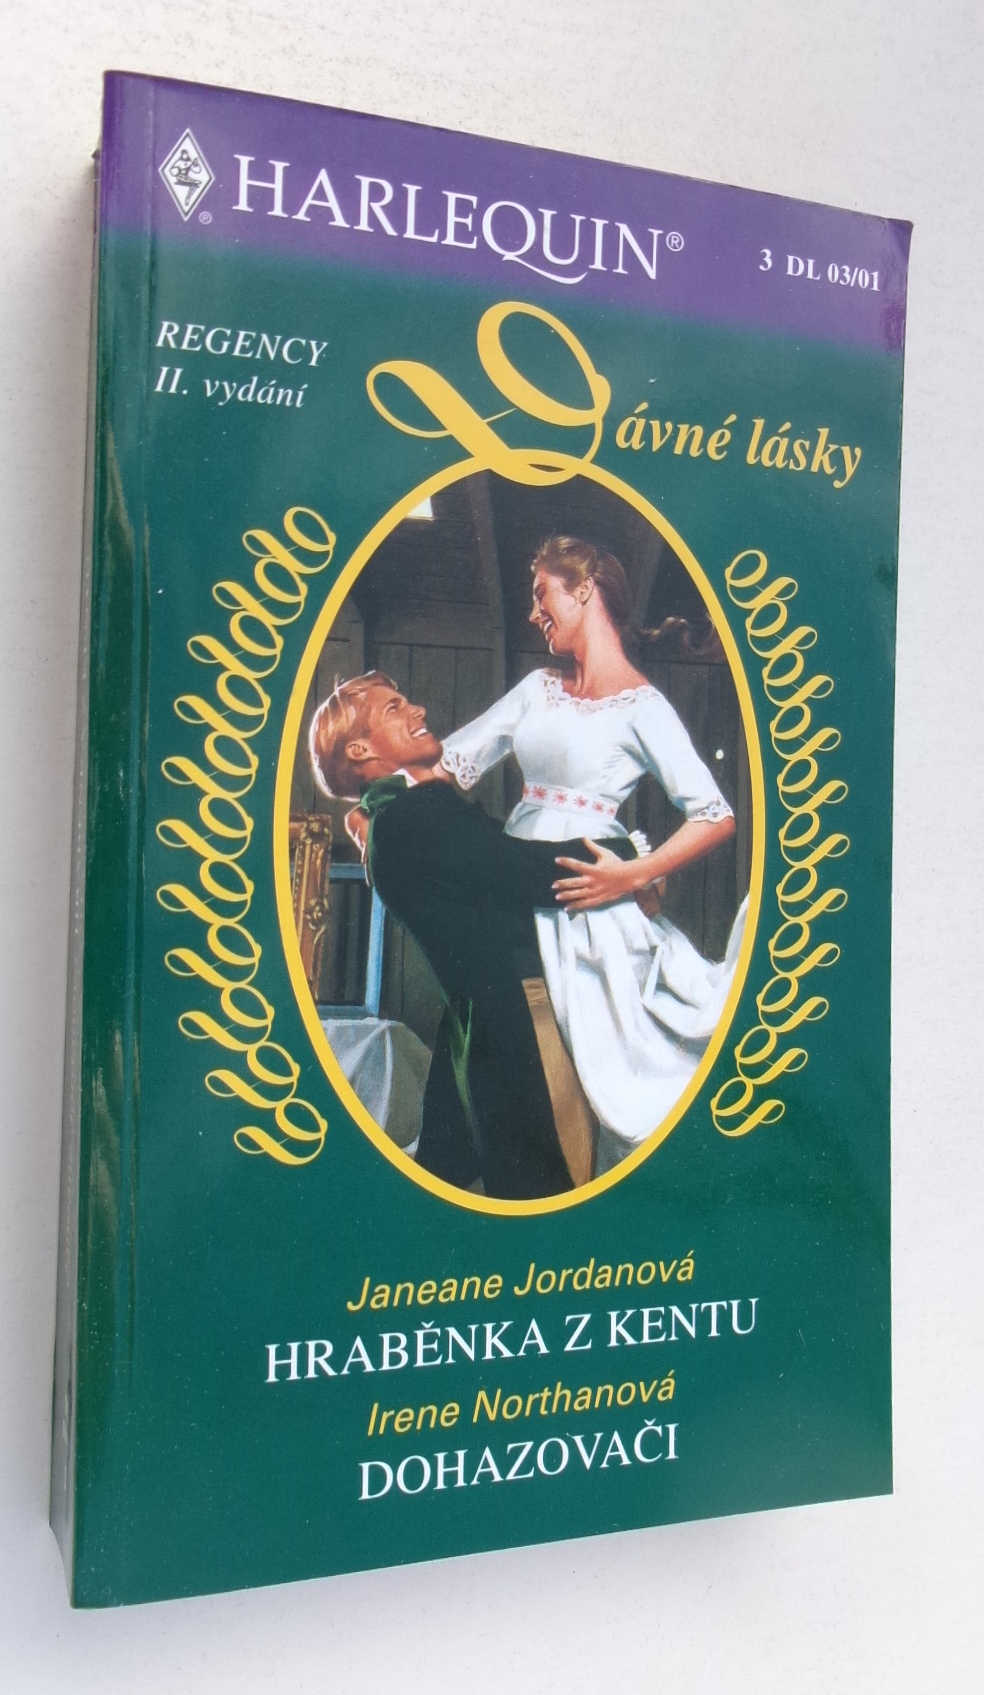 HARLEQUIN®
3 DL 03/01
REGENCY
II. vydání
Dávné lásky
Janeane Jordanová
HRABĚNKA Z KENTU
Irene Northanová
DOHAZOVAČI